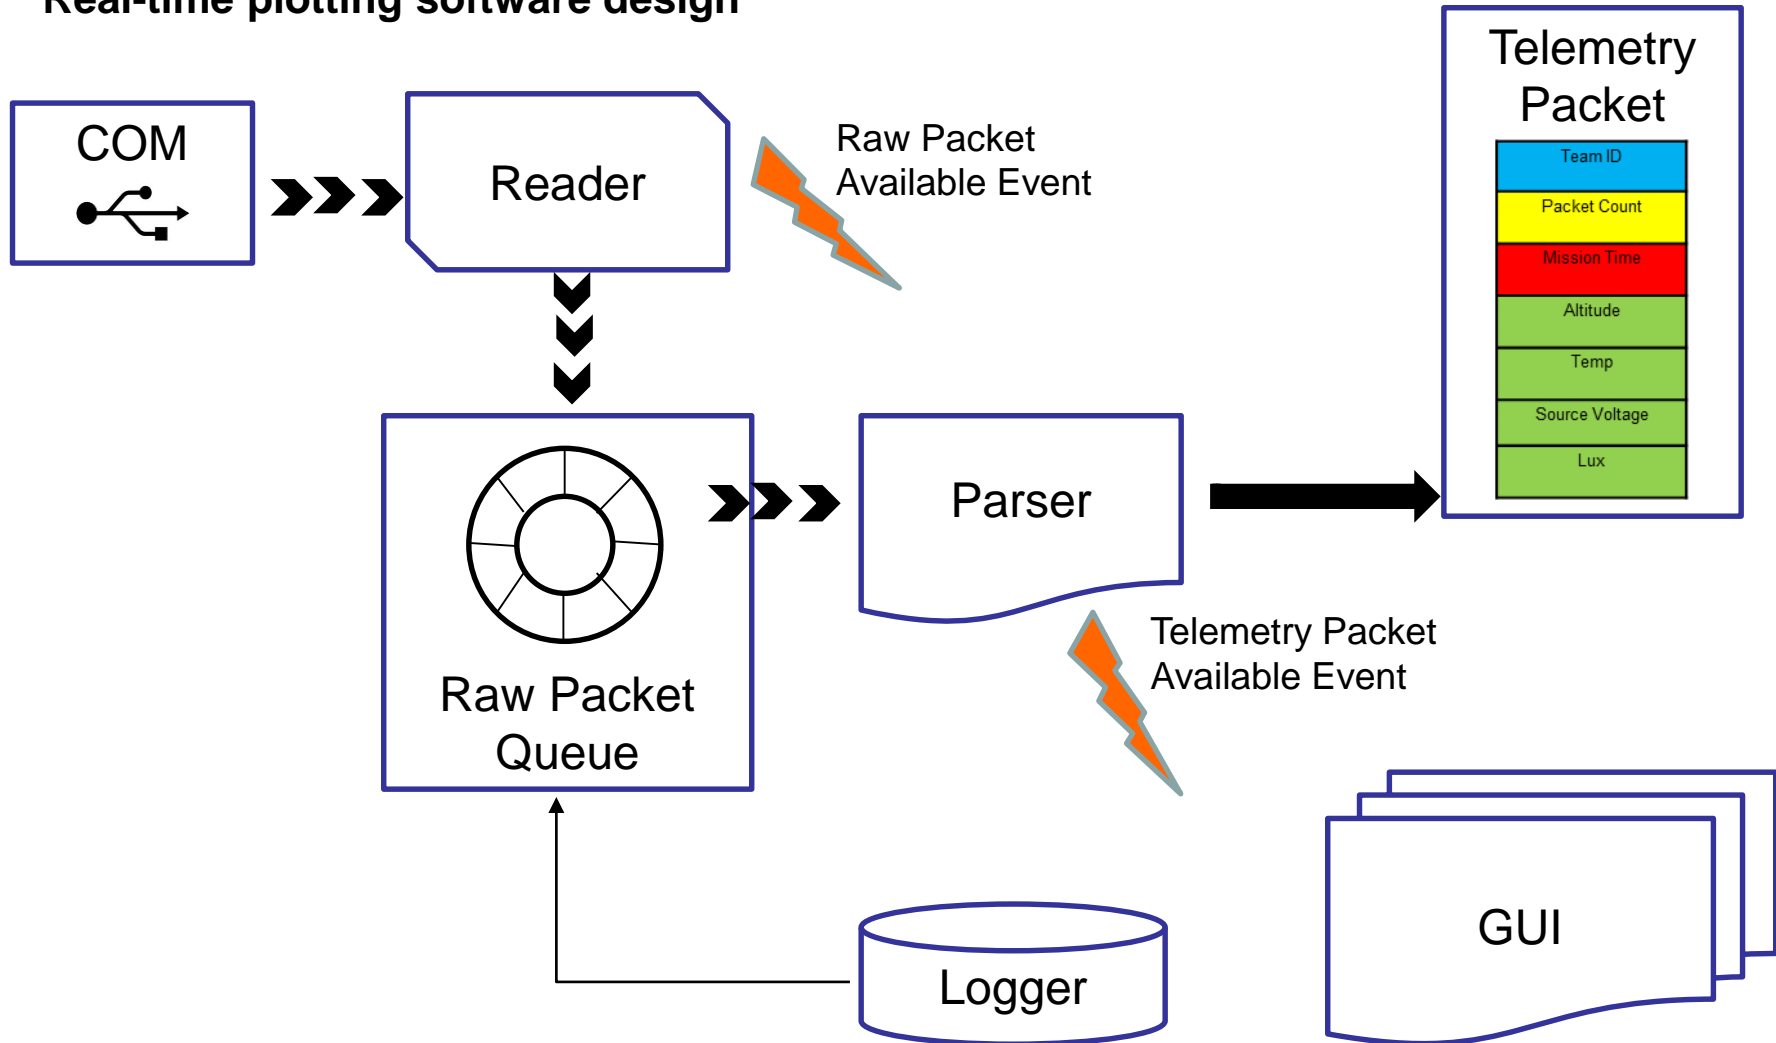 Real-time plotting software design
COM
Reader
Raw Packet
Available Event
Telemetry
Packet
Team ID
Packet Count
Mission Time
Altitude
Temp
Source Voltage
Lux
Raw Packet
Queue
Parser
Telemetry Packet
Available Event
Logger
GUI